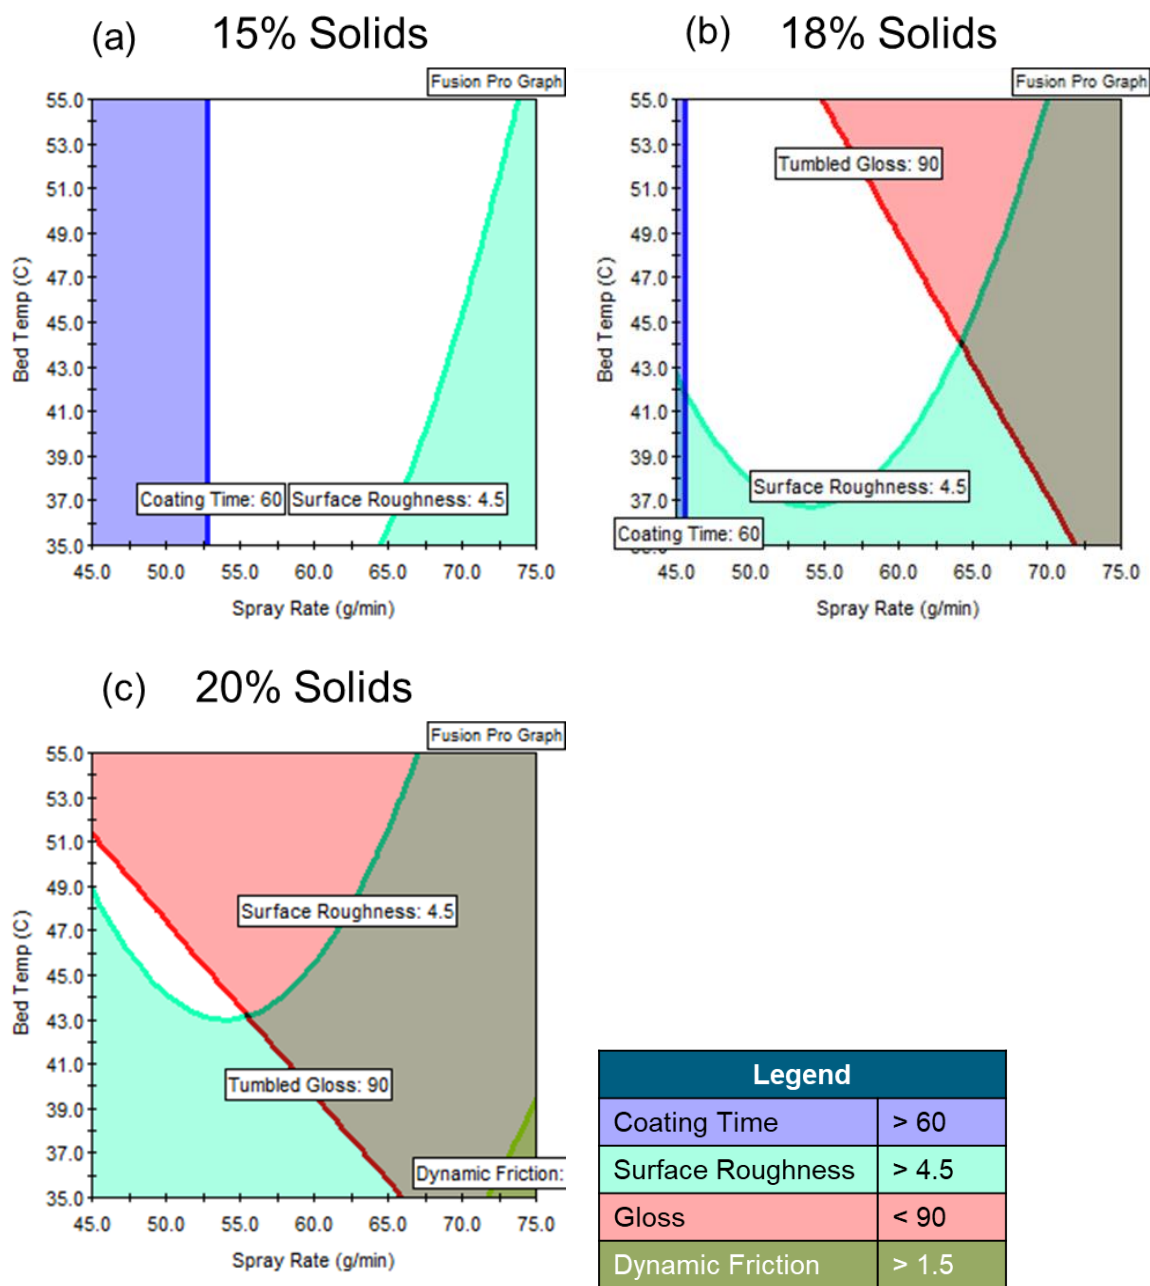 (a) 15% Solids
Fusion Pro Graph
55.0
53.0
51.0
49.0
47.0
45.0
43.0
41.0
39.0
37.0
35.0
Bed Temp (C)
Coating Time: 60
Surface Roughness: 4.5
45.0 50.0 55.0 60.0 65.0 70.0 75.0
Spray Rate (g/min)
(b) 18% Solids
Fusion Pro Graph
55.0
53.0
51.0
49.0
47.0
45.0
43.0
41.0
39.0
37.0
Bed Temp (C)
Tumbled Gloss: 90
Surface Roughness: 4.5
Coating Time: 60
45.0 50.0 55.0 60.0 65.0 70.0 75.0
Spray Rate (g/min)
(c) 20% Solids
Fusion Pro Graph
55.0
53.0
51.0
49.0
47.0
45.0
43.0
41.0
39.0
37.0
35.0
Bed Temp (C)
Surface Roughness: 4.5
Tumbled Gloss: 90
Dynamic Friction:
45.0 50.0 55.0 60.0 65.0 70.0 75.0
Spray Rate (g/min)
Legend
Coating Time > 60
Surface Roughness > 4.5
Gloss < 90
Dynamic Friction > 1.5